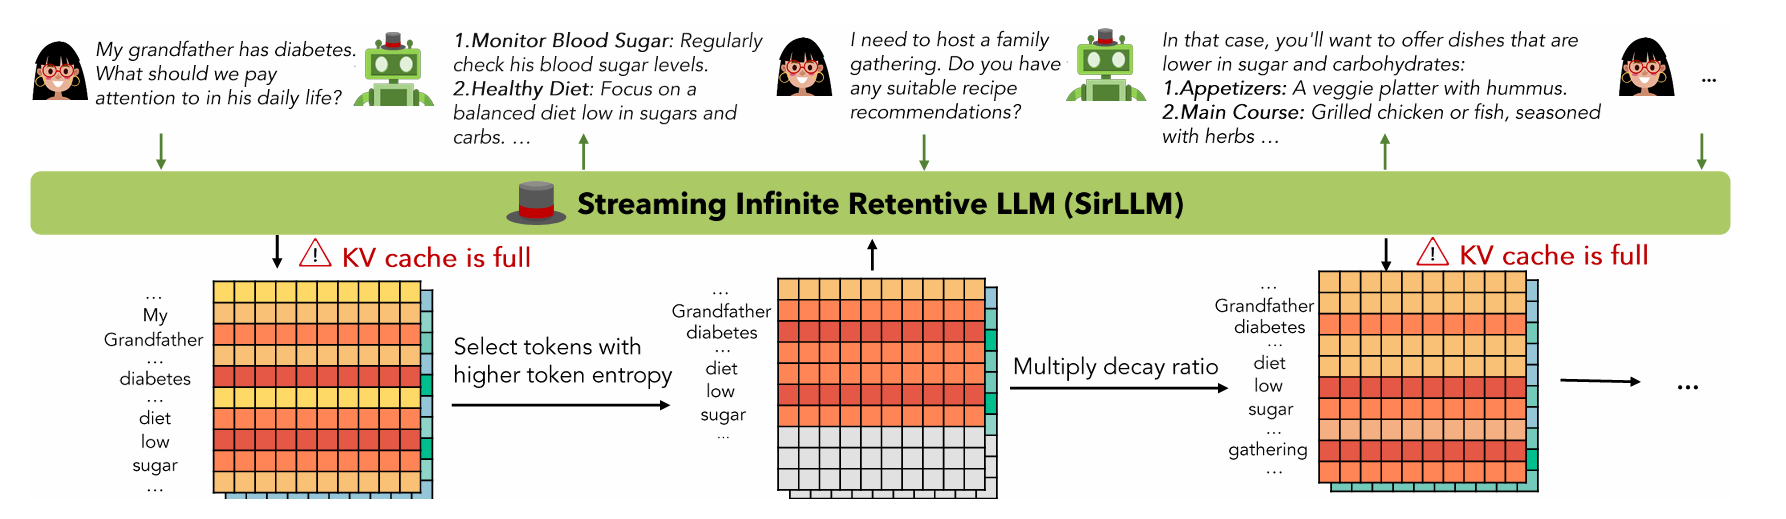 My grandfather has diabetes.
What should we pay
attention to in his daily life?
1.Monitor Blood Sugar: Regularly
check his blood sugar levels.
2.Healthy Diet: Focus on a
balanced diet low in sugars and
carbs. ...
I need to host a family
gathering. Do you have
any suitable recipe
recommendations?
In that case, you'll want to offer dishes that are
lower in sugar and carbohydrates:
1.Appetizers: A veggie platter with hummus.
2.Main Course: Grilled chicken or fish, seasoned
with herbs ...
...
Streaming Infinite Retentive LLM (SirLLM)
KV cache is full
...
My
Grandfather
...
diabetes
...
diet
low
sugar
...
Select tokens with
higher token entropy
...
Grandfather
diabetes
...
diet
low
sugar
...
Multiply decay ratio
KV cache is full
...
Grandfather
diabetes
...
diet
low
sugar
...
gathering
...
...